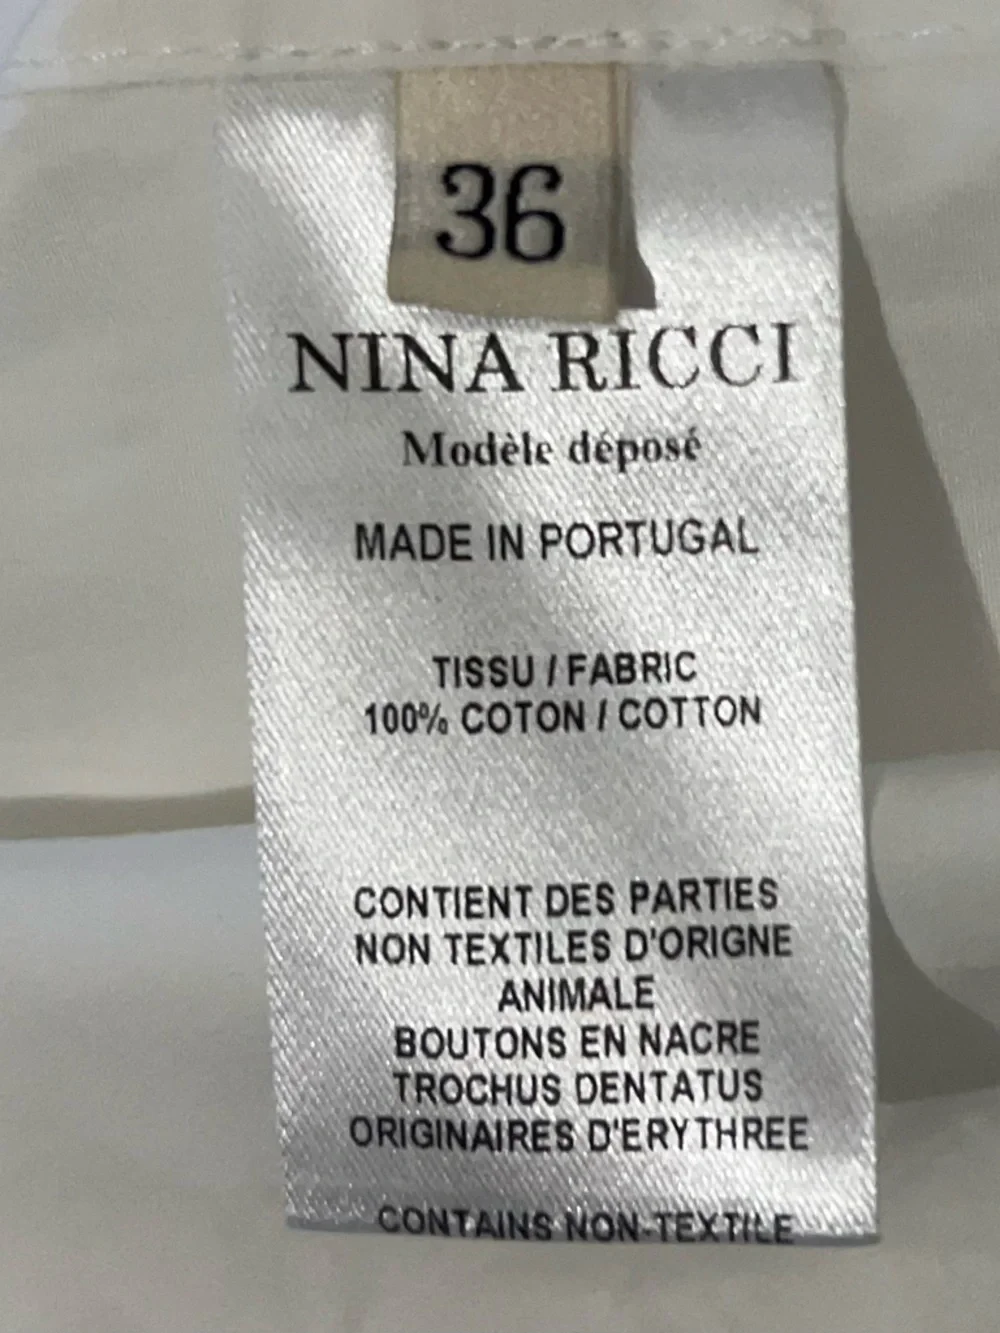 36
NINA RICCI
Modèle déposé
MADE IN PORTUGAL
TISSU / FABRIC
100% COTON / COTTON
CONTIENT DES PARTIES
NON TEXTILES D'ORIGNE
ANIMALE
BOUTONS EN NACRE
TROCHUS DENTATUS
ORIGINAIRES D'ERYTHREE
CONTAINS NON-TEXTILE